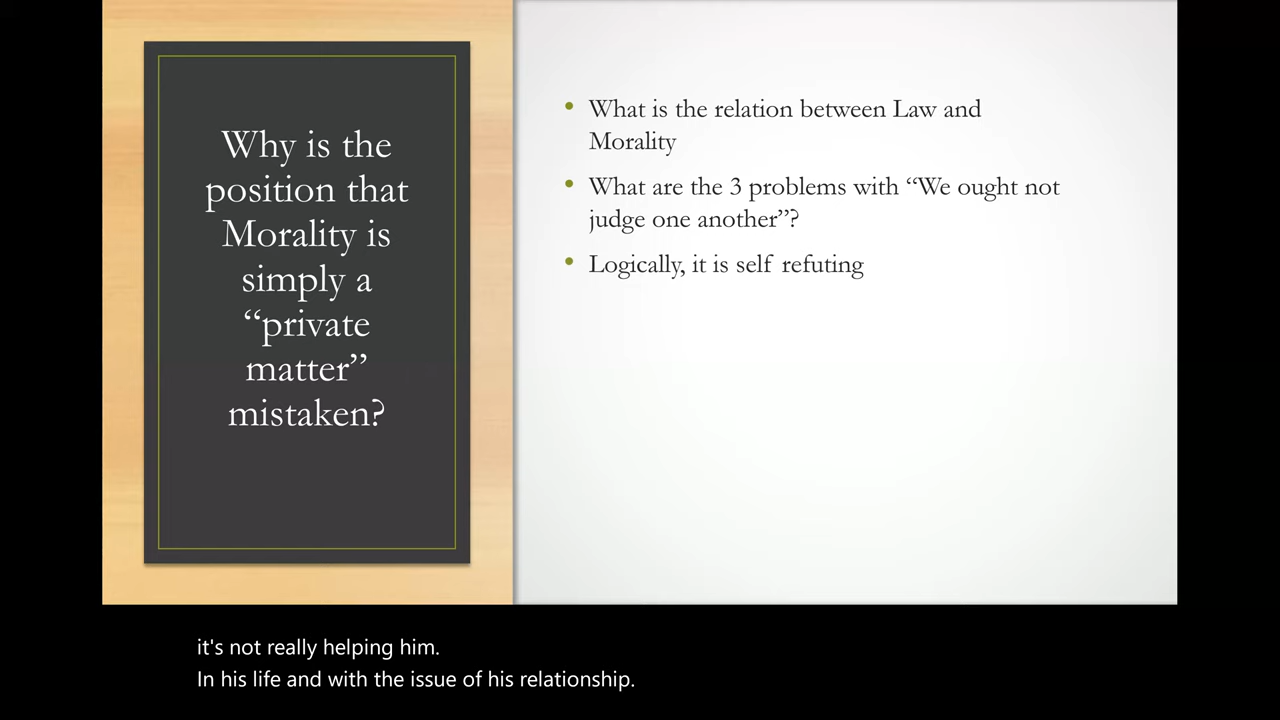 Why is the
position that
Morality is
simply a
“private
matter”
mistaken?
• What is the relation between Law and
Morality
• What are the 3 problems with “We ought not
judge one another”?
• Logically, it is self refuting
it's not really helping him.
In his life and with the issue of his relationship.